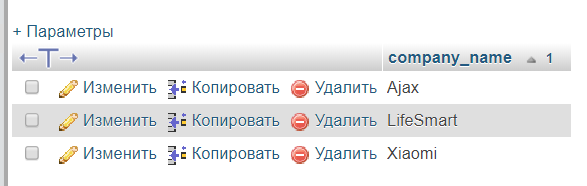 + Параметры
←T→ company_name 1
Изменить Копировать Удалить Ajax
Изменить Копировать Удалить LifeSmart
Изменить Копировать Удалить Xiaomi